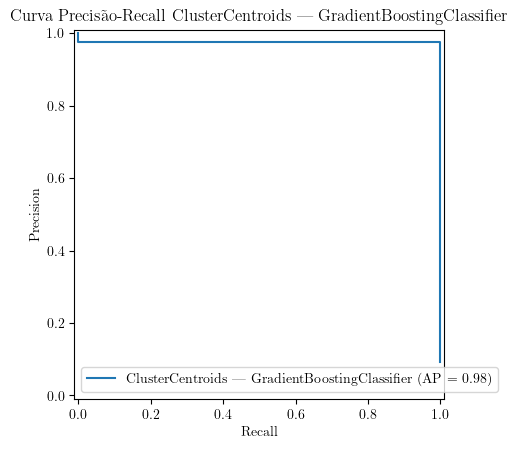 Curva Precisão-Recall ClusterCentroids — GradientBoostingClassifier
1.0
0.8
0.6
0.4
0.2
0.0
Precision
ClusterCentroids — GradientBoostingClassifier (AP = 0.98)
0.0 0.2 0.4 0.6 0.8 1.0
Recall